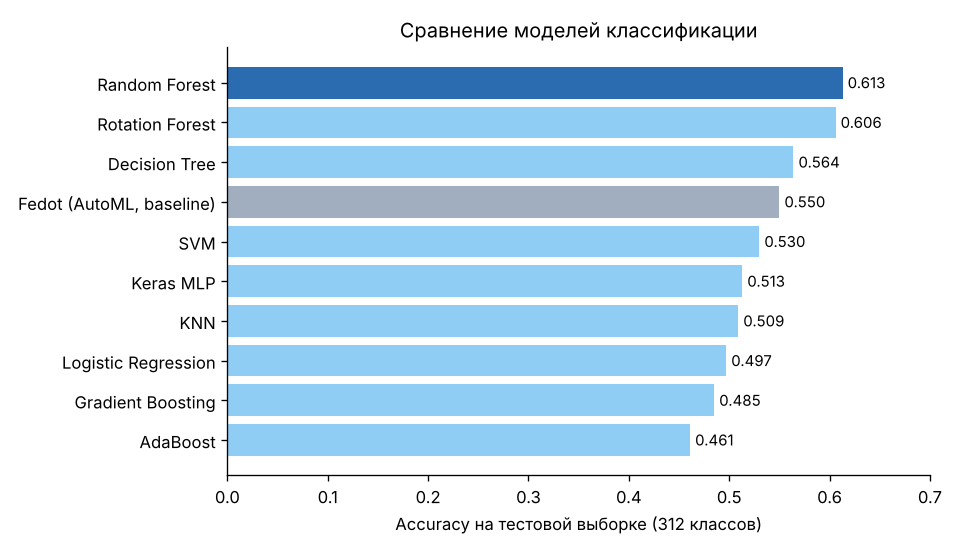 Сравнение моделей классификации
Random Forest 0.613
Rotation Forest 0.606
Decision Tree 0.564
Fedot (AutoML, baseline) 0.550
SVM 0.530
Keras MLP 0.513
KNN 0.509
Logistic Regression 0.497
Gradient Boosting 0.485
AdaBoost 0.461
0.0 0.1 0.2 0.3 0.4 0.5 0.6 0.7
Accuracy на тестовой выборке (312 классов)